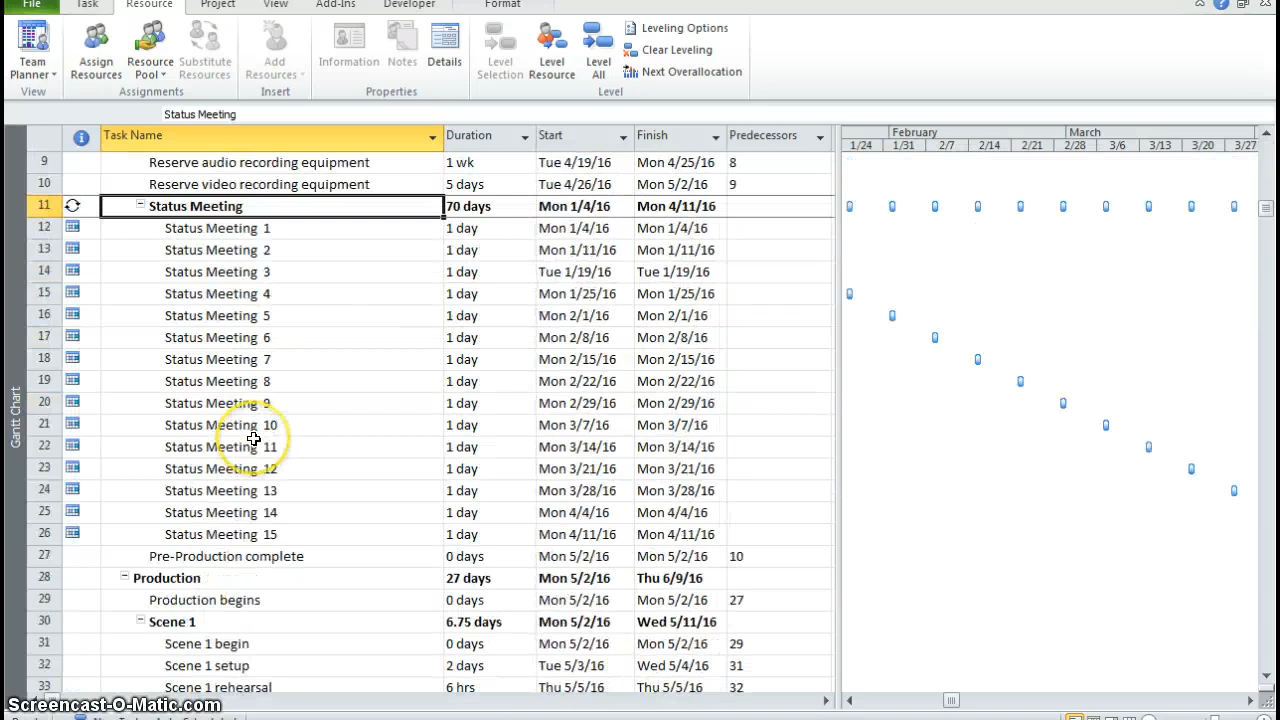 File Task Resource Project View Add-Ins Developer Format
Team Planner
Assign Resources
Resource Pool
Substitute Resources
Add Resources
Information
Notes
Details
Level Selection
Level Resource
Level All
Leveling Options
Clear Leveling
Next Overallocation
View Assignments Insert Properties Level
Status Meeting
Task Name Duration Start Finish Predecessors
February March
1/24 1/31 2/7 2/14 2/21 2/28 3/6 3/13 3/20 3/27
9 Reserve audio recording equipment 1 wk Tue 4/19/16 Mon 4/25/16 8
10 Reserve video recording equipment 5 days Tue 4/26/16 Mon 5/2/16 9
11 Status Meeting 70 days Mon 1/4/16 Mon 4/11/16
12 Status Meeting 1 1 day Mon 1/4/16 Mon 1/4/16
13 Status Meeting 2 1 day Mon 1/11/16 Mon 1/11/16
14 Status Meeting 3 1 day Tue 1/19/16 Tue 1/19/16
15 Status Meeting 4 1 day Mon 1/25/16 Mon 1/25/16
16 Status Meeting 5 1 day Mon 2/1/16 Mon 2/1/16
17 Status Meeting 6 1 day Mon 2/8/16 Mon 2/8/16
18 Status Meeting 7 1 day Mon 2/15/16 Mon 2/15/16
19 Status Meeting 8 1 day Mon 2/22/16 Mon 2/22/16
20 Status Meeting 9 1 day Mon 2/29/16 Mon 2/29/16
21 Status Meeting 10 1 day Mon 3/7/16 Mon 3/7/16
22 Status Meeting 11 1 day Mon 3/14/16 Mon 3/14/16
23 Status Meeting 12 1 day Mon 3/21/16 Mon 3/21/16
24 Status Meeting 13 1 day Mon 3/28/16 Mon 3/28/16
25 Status Meeting 14 1 day Mon 4/4/16 Mon 4/4/16
26 Status Meeting 15 1 day Mon 4/11/16 Mon 4/11/16
27 Pre-Production complete 0 days Mon 5/2/16 Mon 5/2/16 10
28 Production 27 days Mon 5/2/16 Thu 6/9/16
29 Production begins 0 days Mon 5/2/16 Mon 5/2/16 27
30 Scene 1 6.75 days Mon 5/2/16 Wed 5/11/16
31 Scene 1 begin 0 days Mon 5/2/16 Mon 5/2/16 29
32 Scene 1 setup 2 days Tue 5/3/16 Wed 5/4/16 31
33 Scene 1 rehearsal 6 hrs Thu 5/5/16 Thu 5/5/16 32
Gantt Chart
Screencast-O-Matic.com